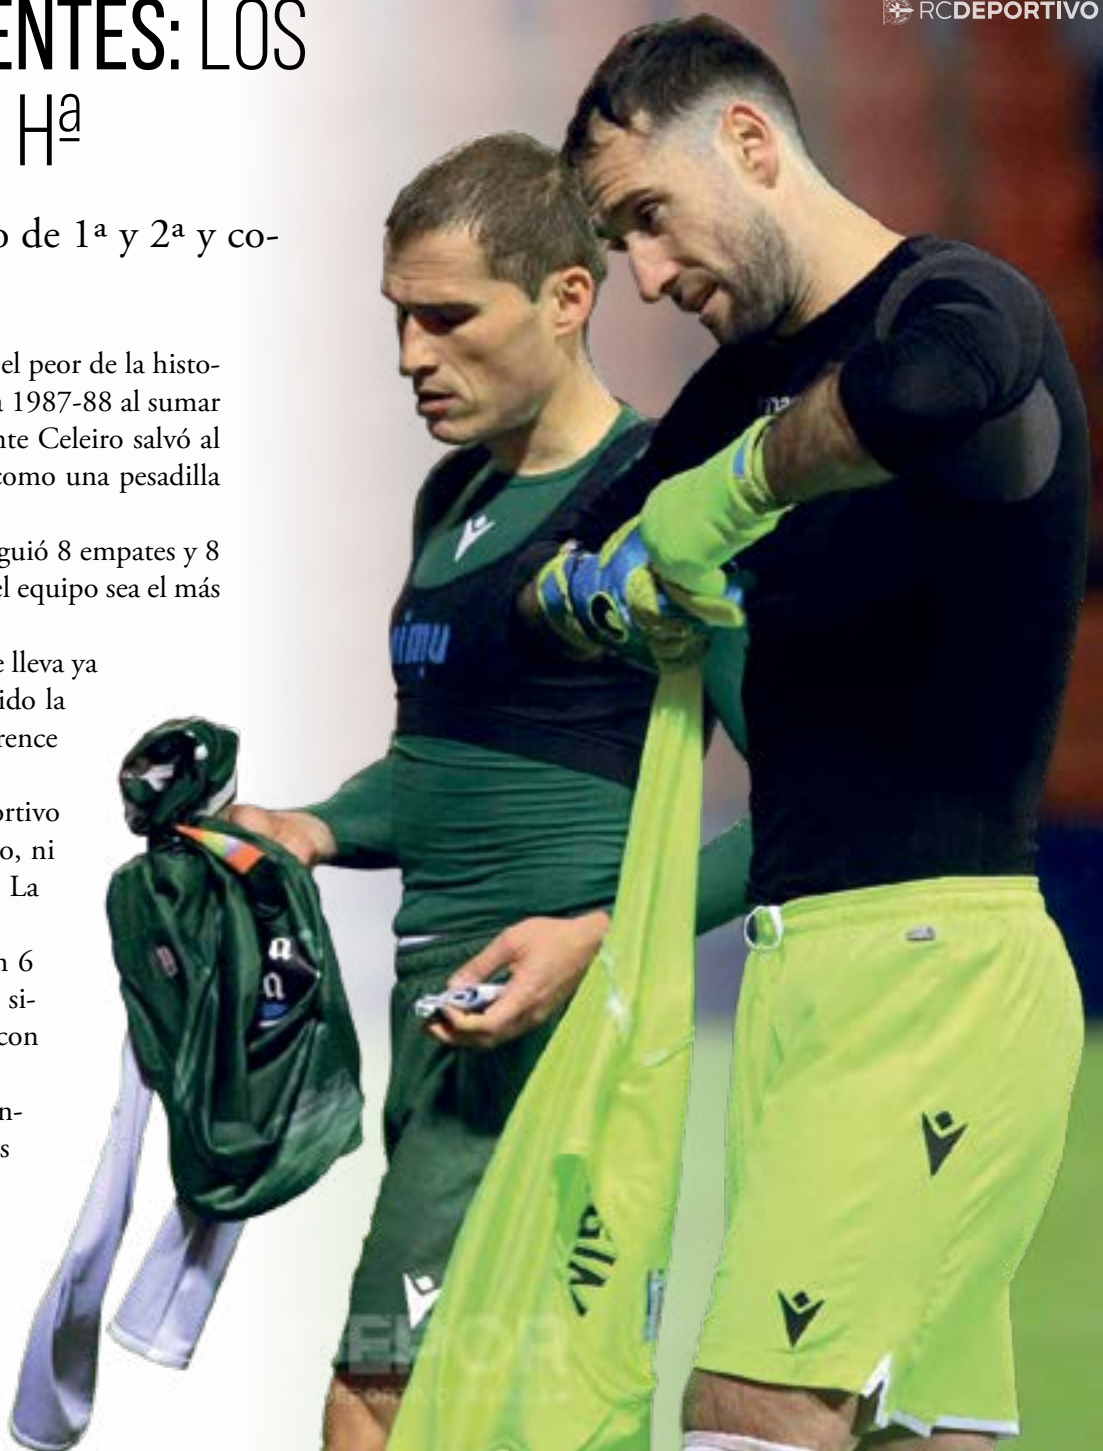 RCDEPORTIVO
ENTES: LOS
Hª
o de 1ª y 2ª y co-
el peor de la histo-
a 1987-88 al sumar
nte Celeiro salvó al
como una pesadilla
guió 8 empates y 8
el equipo sea el más
e lleva ya
ido la
rence
ortivo
o, ni
La
n 6
si-
con
n-
s
DEPOR